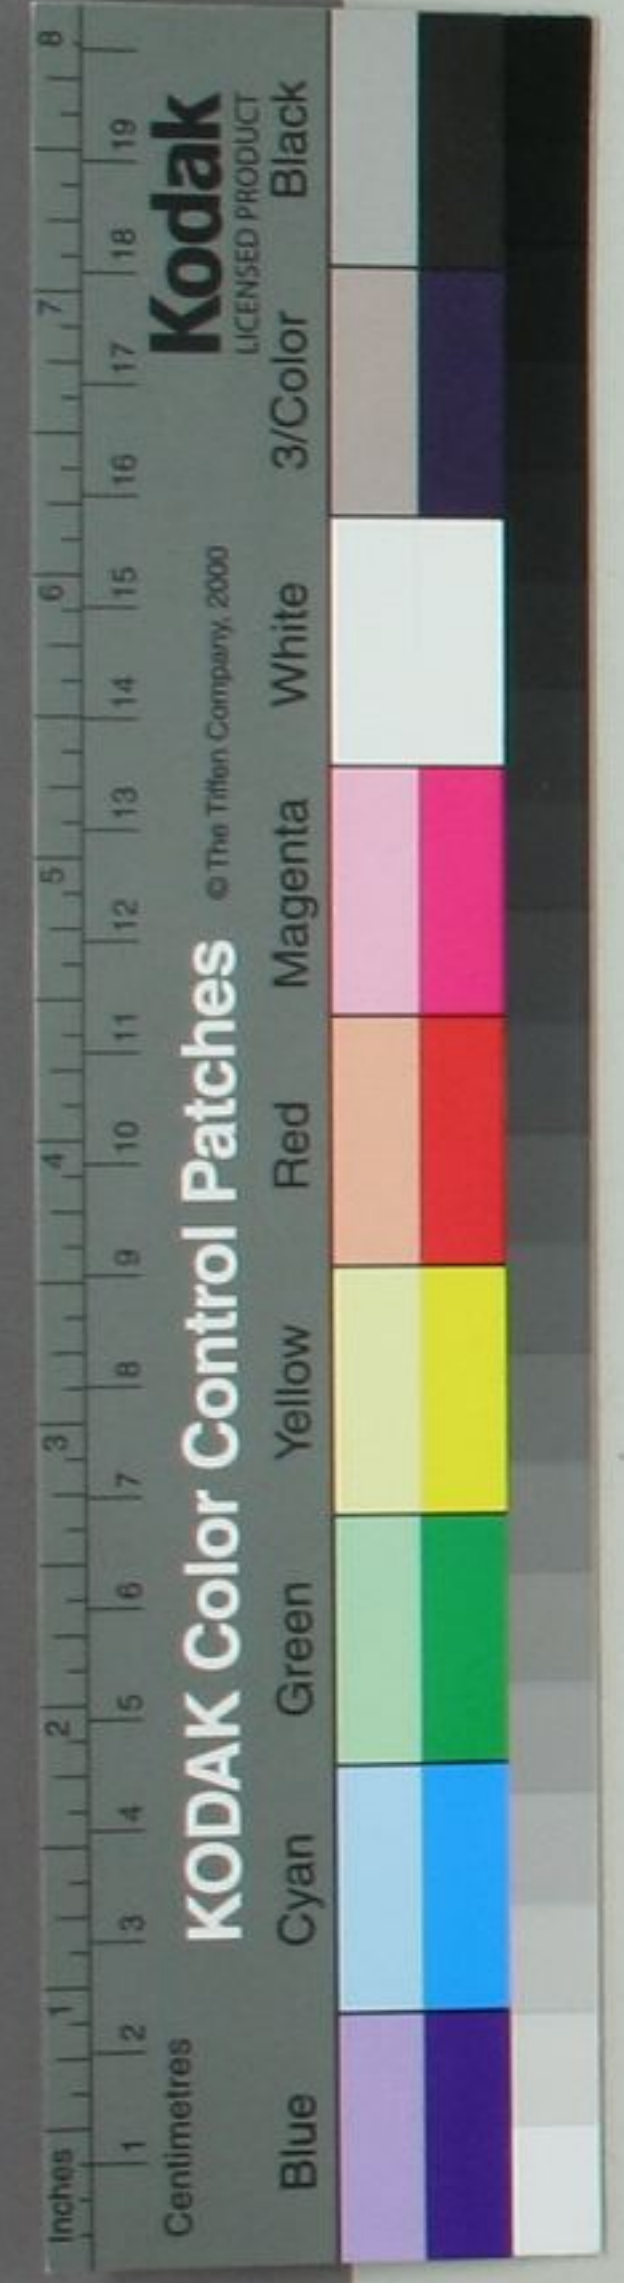 Inches 1 2 3 4 5 6 7 8
1 2 3 4 5 6 7 8 9 10 11 12 13 14 15 16 17 18 19
Centimetres
KODAK Color Control Patches © The Tiffen Company, 2000
Kodak
LICENSED PRODUCT
Blue Cyan Green Yellow Red Magenta White 3/Color Black